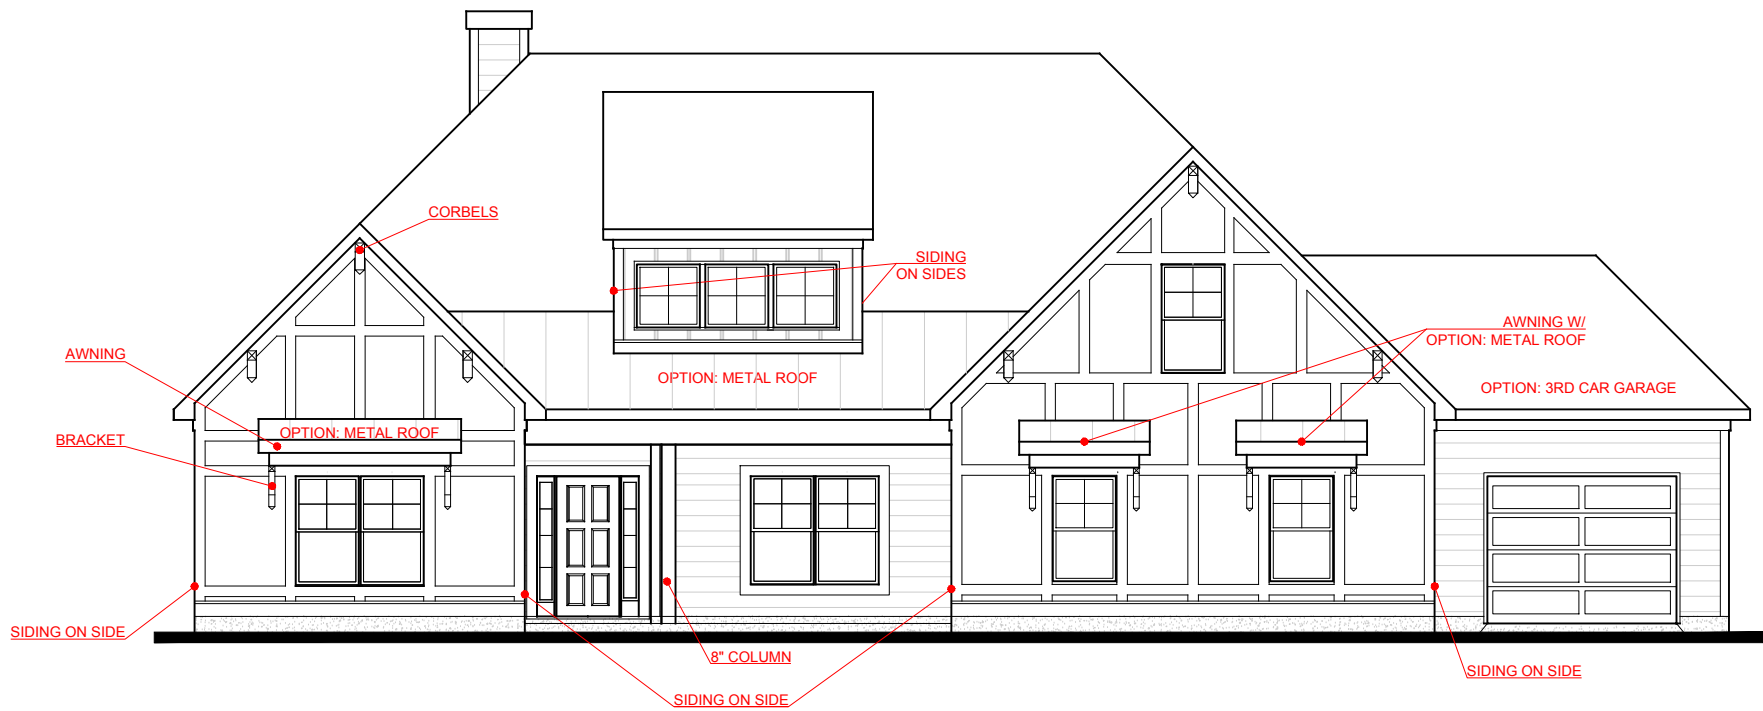 CORBELS
SIDING
ON SIDES
AWNING W/
OPTION: METAL ROOF
AWNING
OPTION: METAL ROOF
OPTION: 3RD CAR GARAGE
OPTION: METAL ROOF
BRACKET
SIDING ON SIDE
8" COLUMN
SIDING ON SIDE
SIDING ON SIDE